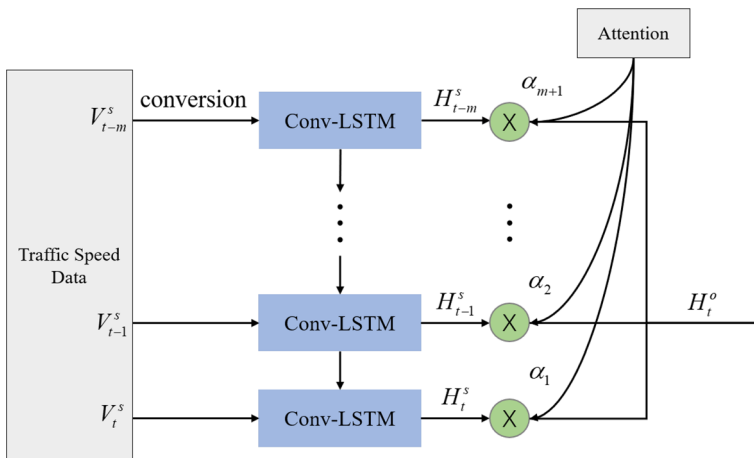 Attention
α_{m+1}
V^s_{t-m} conversion Conv-LSTM H^s_{t-m} X
Traffic Speed
Data
V^s_{t-1} Conv-LSTM H^s_{t-1} X α_2 H^o_t
V^s_t Conv-LSTM H^s_t X α_1